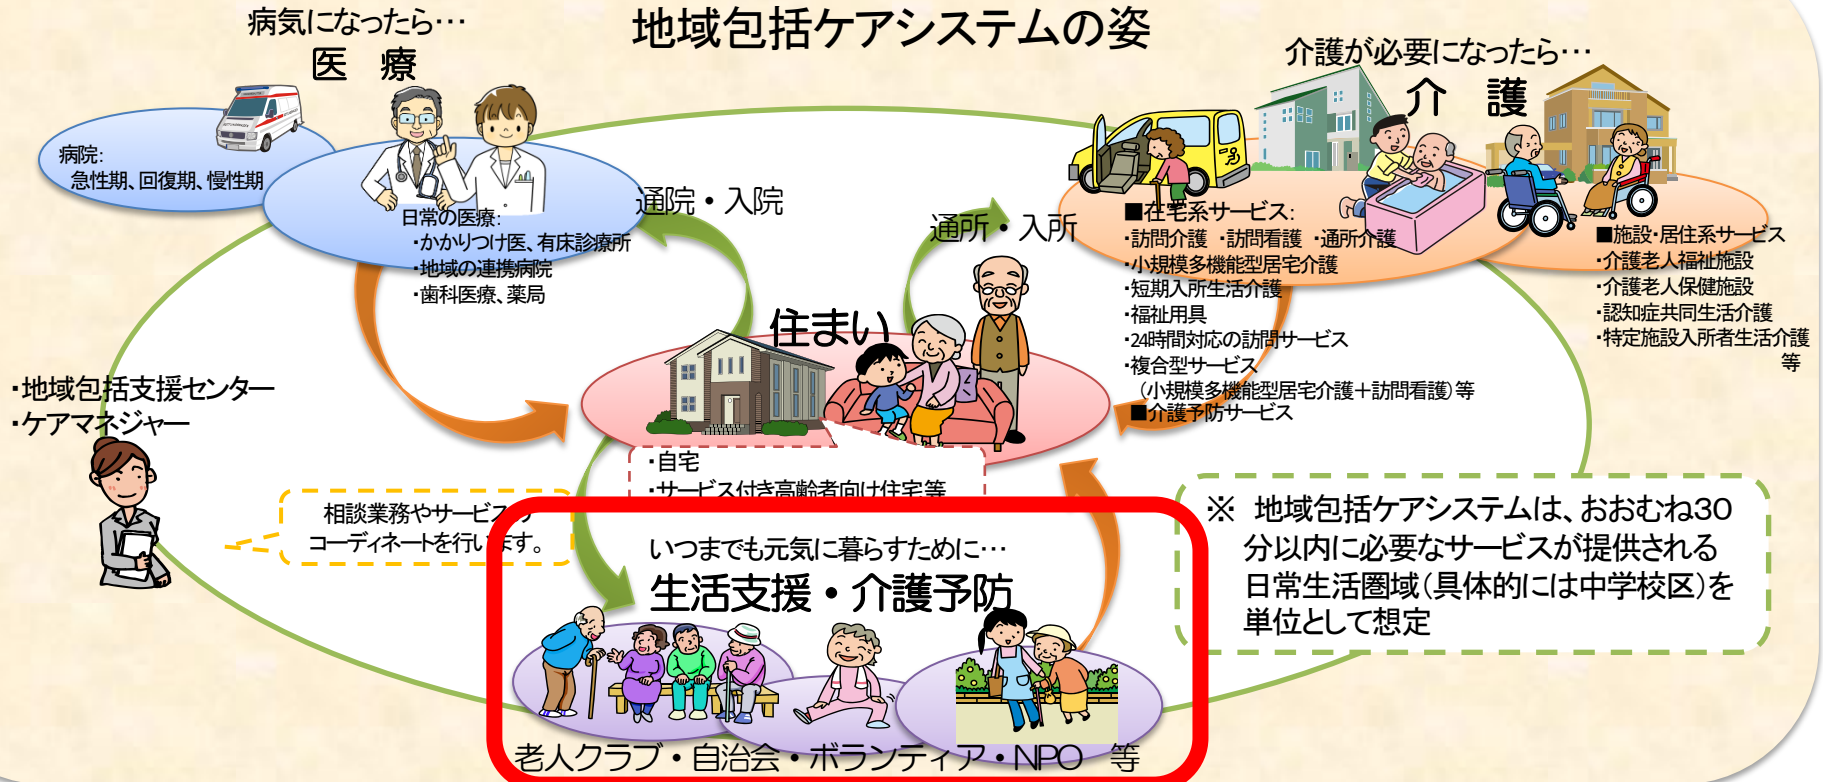 地域包括ケアシステムの姿
病気になったら…
医 療
病院:
急性期、回復期、慢性期
日常の医療:
・かかりつけ医、有床診療所
・地域の連携病院
・歯科医療、薬局
通院・入院
通所・入所
介護が必要になったら…
介 護
■在宅系サービス:
・訪問介護 ・訪問看護 ・通所介護
・小規模多機能型居宅介護
・短期入所生活介護
・福祉用具
・24時間対応の訪問サービス
・複合型サービス
(小規模多機能型居宅介護+訪問看護)等
■介護予防サービス
■施設・居住系サービス
・介護老人福祉施設
・介護老人保健施設
・認知症共同生活介護
・特定施設入所者生活介護
等
住まい
・自宅
・サービス付き高齢者向け住宅等
・地域包括支援センター
・ケアマネジャー
相談業務やサービスの
コーディネートを行います。
いつまでも元気に暮らすために…
生活支援・介護予防
老人クラブ・自治会・ボランティア・NPO 等
※ 地域包括ケアシステムは、おおむね30
分以内に必要なサービスが提供される
日常生活圏域(具体的には中学校区)を
単位として想定